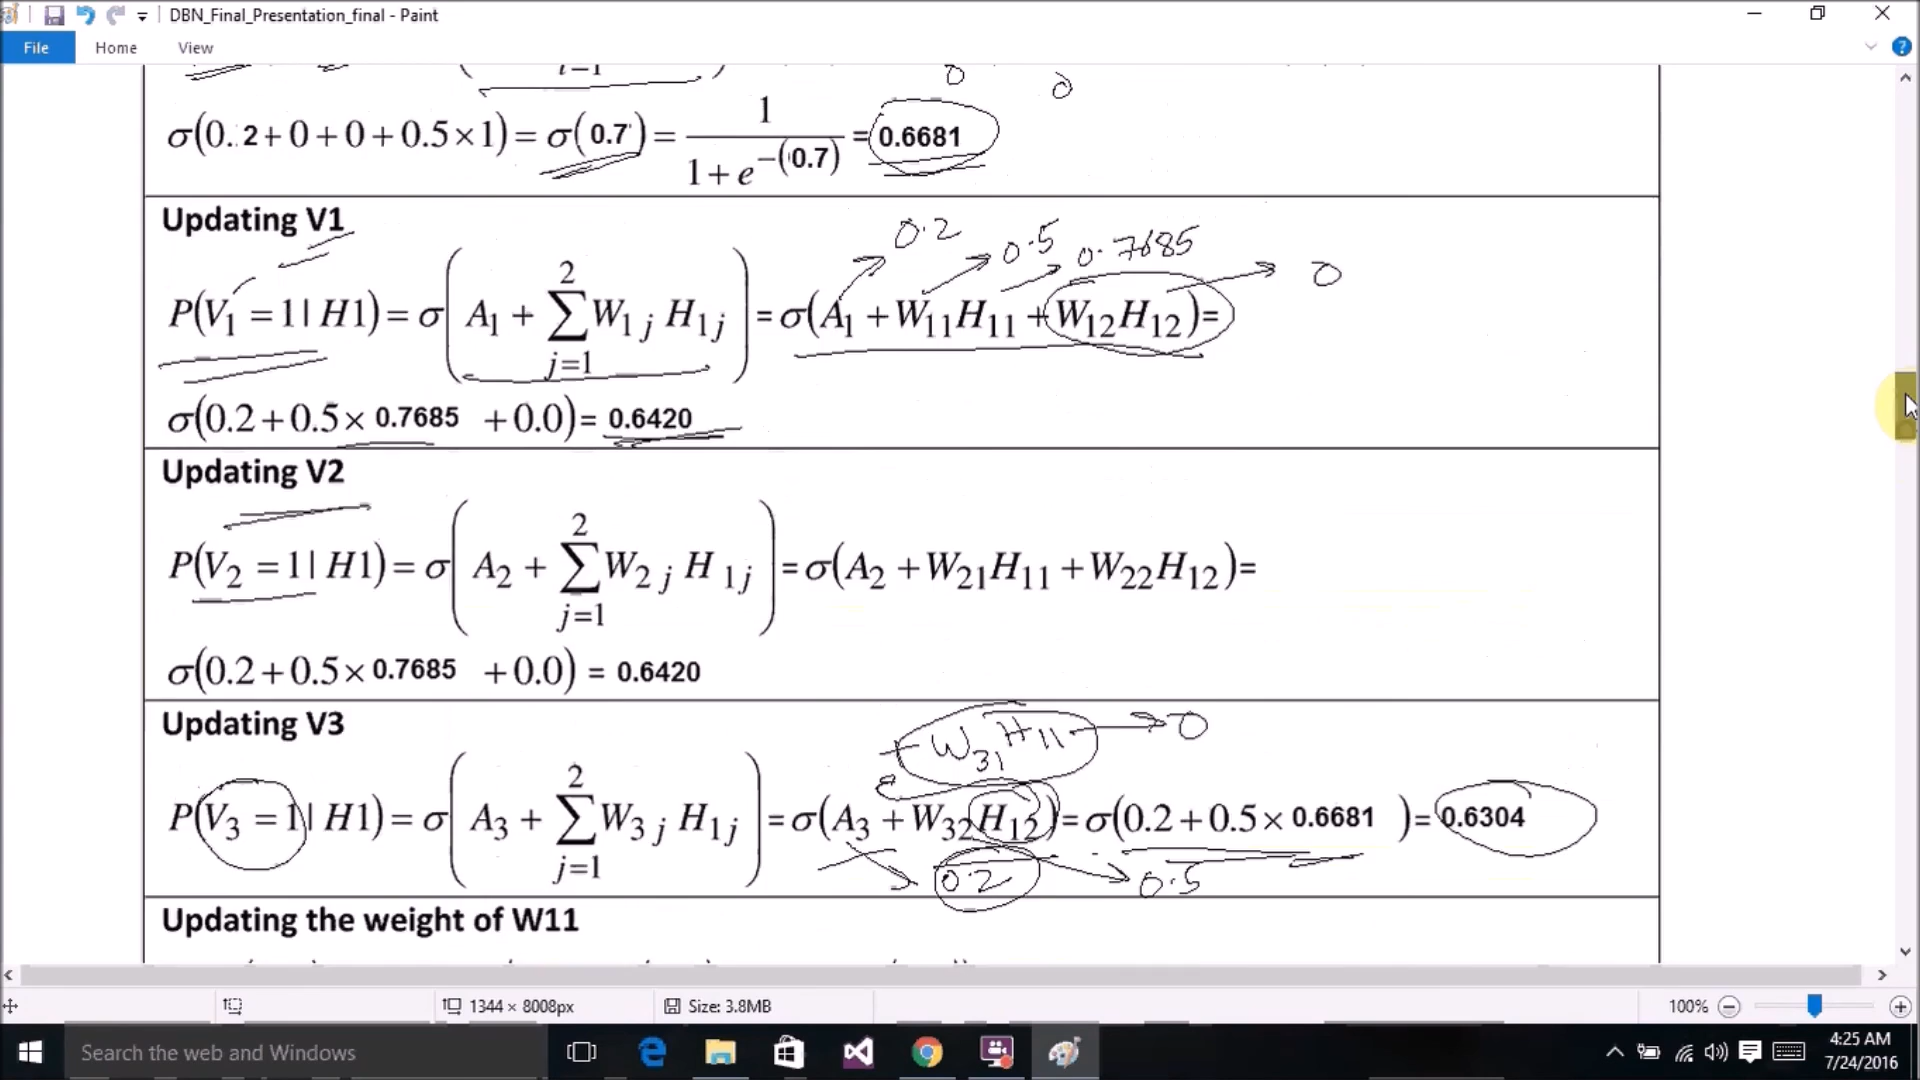 DBN_Final_Presentation_final - Paint
File Home View
i=1
0 0
σ(0.2 + 0 + 0 + 0.5 × 1) = σ(0.7) = 1 / (1 + e^−(0.7)) = 0.6681
Updating V1
0.2 0.5 0.7685 0
P(V1 = 1 | H1) = σ( A1 + ∑_{j=1}^{2} W1j H1j ) = σ(A1 + W11H11 + W12H12) =
σ(0.2 + 0.5 × 0.7685 + 0.0) = 0.6420
Updating V2
P(V2 = 1 | H1) = σ( A2 + ∑_{j=1}^{2} W2j H1j ) = σ(A2 + W21H11 + W22H12) =
σ(0.2 + 0.5 × 0.7685 + 0.0) = 0.6420
Updating V3
W31 H11 0
P(V3 = 1 | H1) = σ( A3 + ∑_{j=1}^{2} W3j H1j ) = σ(A3 + W32H12) = σ(0.2 + 0.5 × 0.6681 ) = 0.6304
0.2 0.5
Updating the weight of W11
1344 × 8008px Size: 3.8MB 100%
Search the web and Windows
4:25 AM
7/24/2016